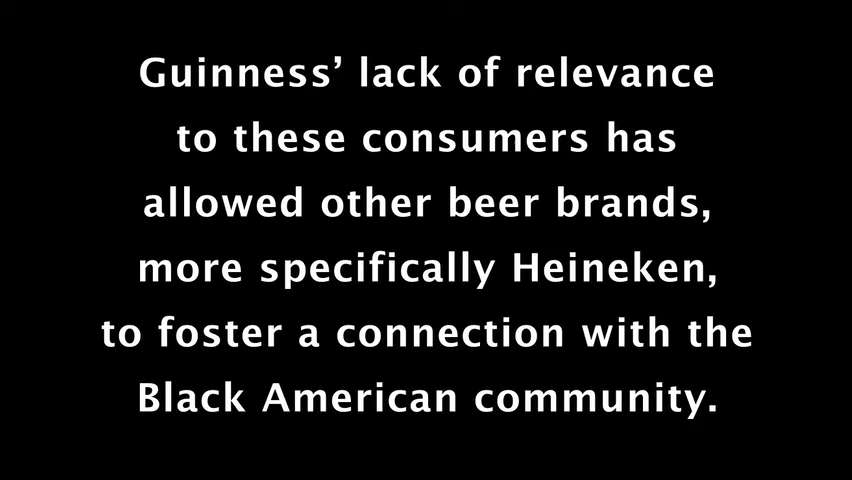 Guinness’ lack of relevance
to these consumers has
allowed other beer brands,
more specifically Heineken,
to foster a connection with the
Black American community.